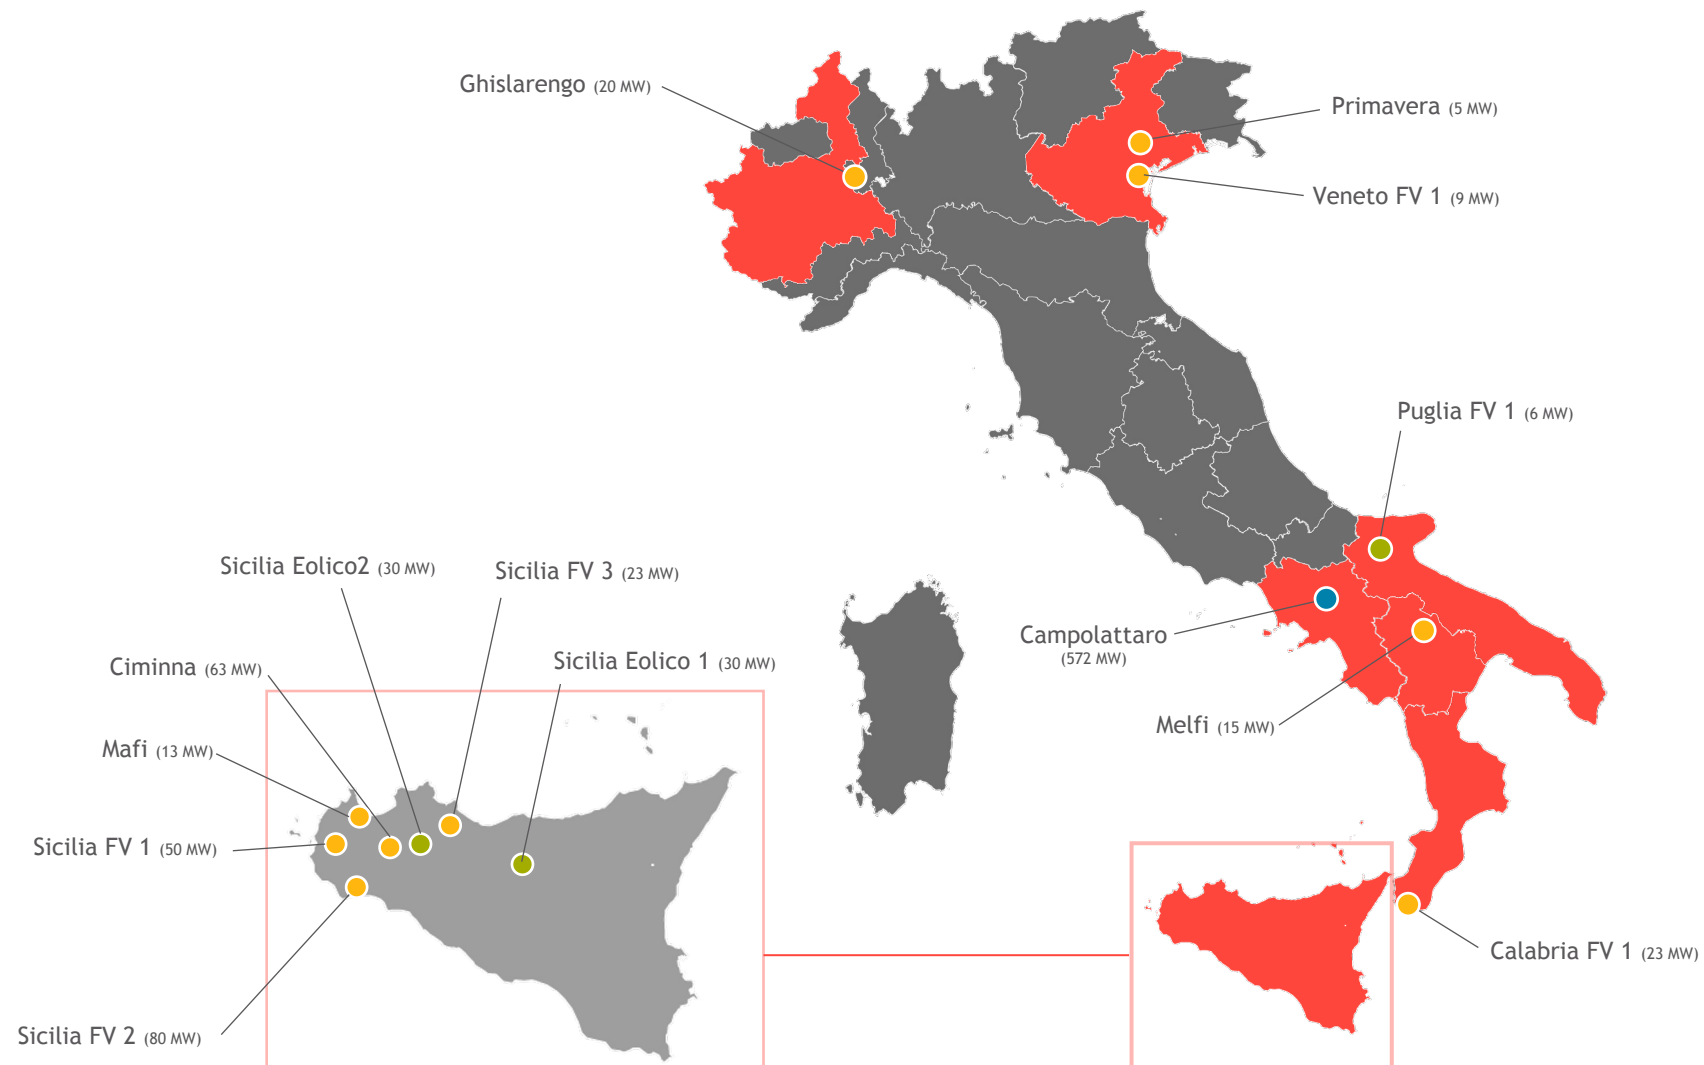 Ghislarengo (20 MW)
Primavera (5 MW)
Veneto FV 1 (9 MW)
Puglia FV 1 (6 MW)
Sicilia Eolico2 (30 MW)
Sicilia FV 3 (23 MW)
Campolattaro
(572 MW)
Sicilia Eolico 1 (30 MW)
Ciminna (63 MW)
Melfi (15 MW)
Mafi (13 MW)
Sicilia FV 1 (50 MW)
Calabria FV 1 (23 MW)
Sicilia FV 2 (80 MW)